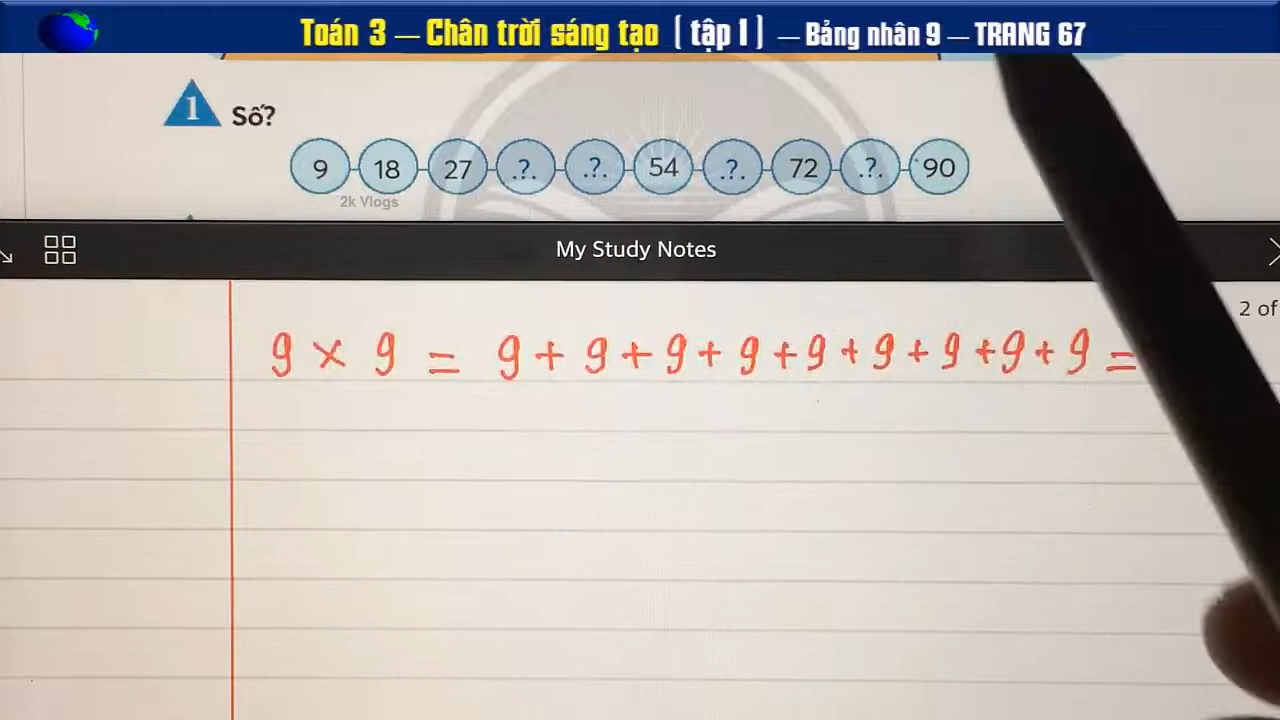 Toán 3 — Chân trời sáng tạo ( tập 1 ) — Bảng nhân 9 — TRANG 67
1 Số?
9 18 27 .?. .?. 54 .?. 72 .?. 90
2k Vlogs
My Study Notes
2 of
9 × 9 = 9 + 9 + 9 + 9 + 9 + 9 + 9 + 9 + 9 =